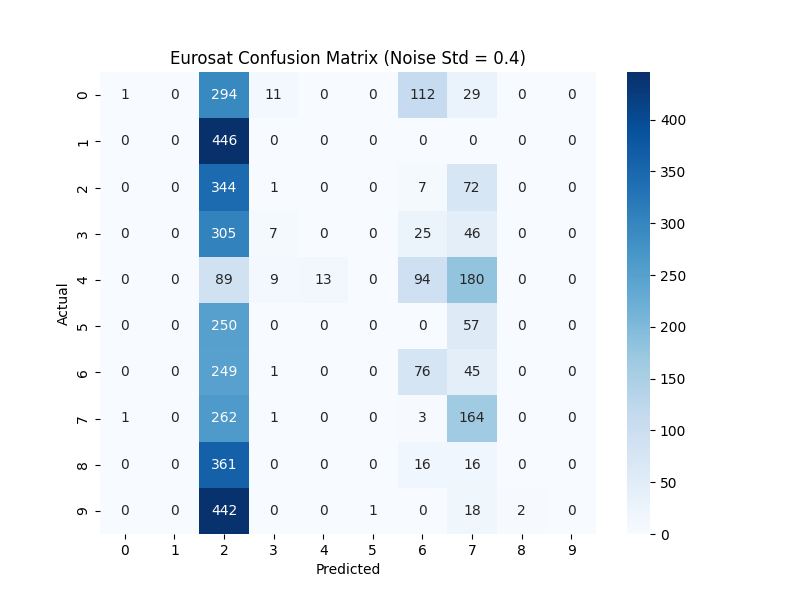 Eurosat Confusion Matrix (Noise Std = 0.4)
0 1 0 294 11 0 0 112 29 0 0
1 0 0 446 0 0 0 0 0 0 0
2 0 0 344 1 0 0 7 72 0 0
3 0 0 305 7 0 0 25 46 0 0
4 0 0 89 9 13 0 94 180 0 0
5 0 0 250 0 0 0 0 57 0 0
6 0 0 249 1 0 0 76 45 0 0
7 1 0 262 1 0 0 3 164 0 0
8 0 0 361 0 0 0 16 16 0 0
9 0 0 442 0 0 1 0 18 2 0
0 1 2 3 4 5 6 7 8 9
Predicted
Actual
400
350
300
250
200
150
100
50
0